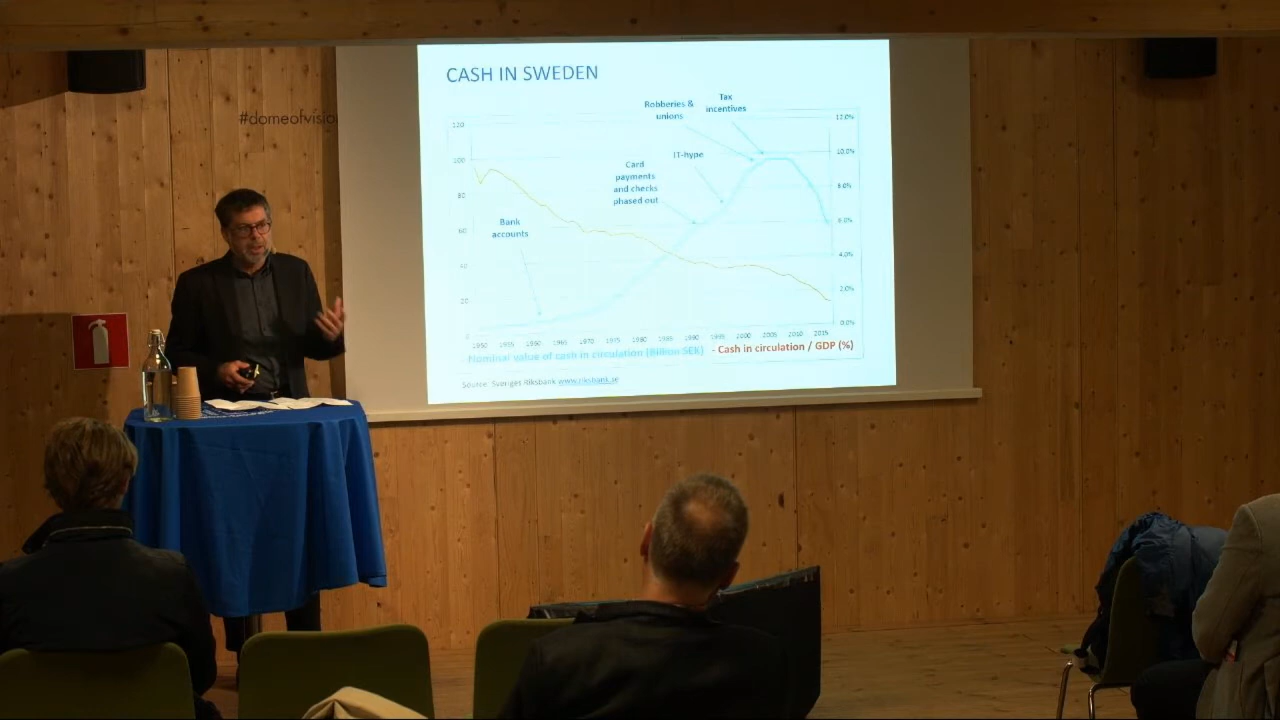 #domeofvisio
CASH IN SWEDEN
Robberies &
unions
Tax
incentives
IT-hype
Card
payments
and checks
phased out
Bank
accounts
120
100
80
60
40
20
0
12.0%
10.0%
8.0%
6.0%
4.0%
2.0%
0.0%
1950 1955 1960 1965 1970 1975 1980 1985 1990 1995 2000 2005 2010 2015
- Nominal value of cash in circulation (Billion SEK) - Cash in circulation / GDP (%)
Source: Sveriges Riksbank www.riksbank.se